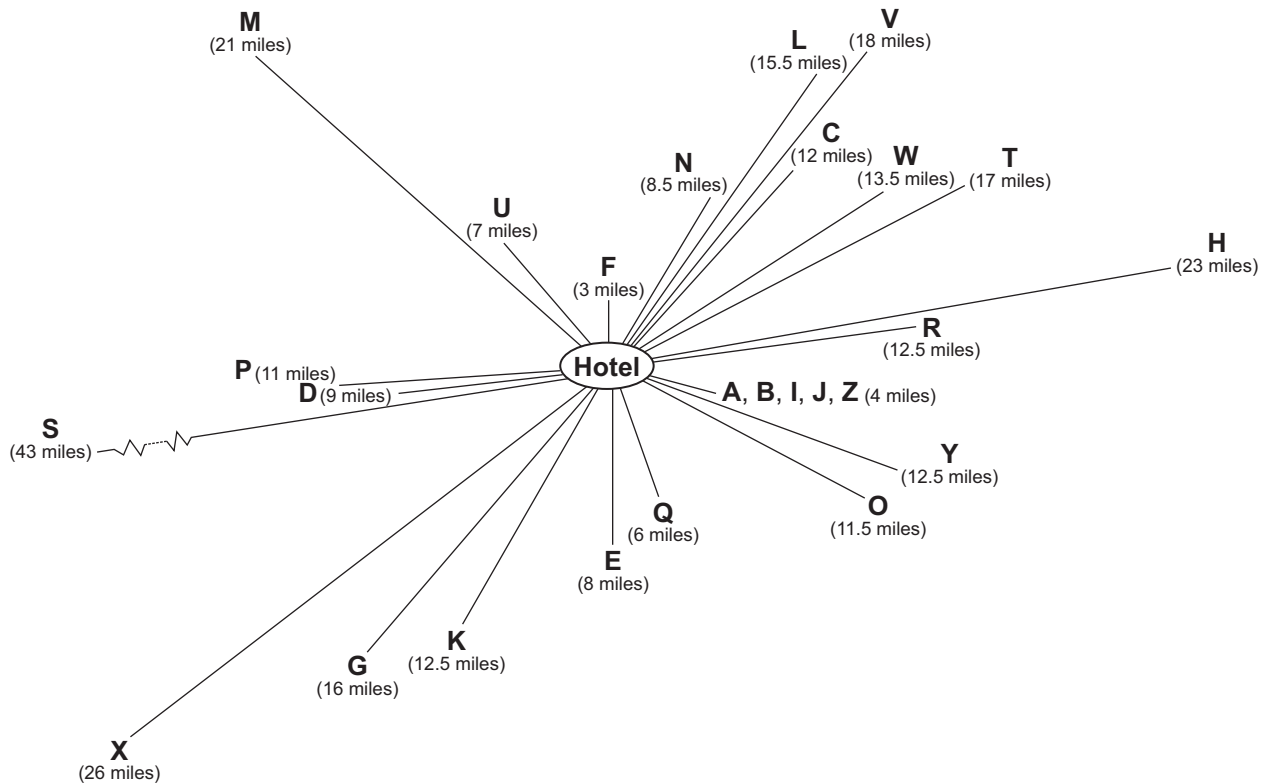 M
(21 miles)
V
(18 miles)
L
(15.5 miles)
C
(12 miles)
W
(13.5 miles)
T
(17 miles)
N
(8.5 miles)
U
(7 miles)
F
(3 miles)
H
(23 miles)
R
(12.5 miles)
Hotel
P (11 miles)
D (9 miles)
A, B, I, J, Z (4 miles)
S
(43 miles)
Y
(12.5 miles)
O
(11.5 miles)
Q
(6 miles)
E
(8 miles)
K
(12.5 miles)
G
(16 miles)
X
(26 miles)